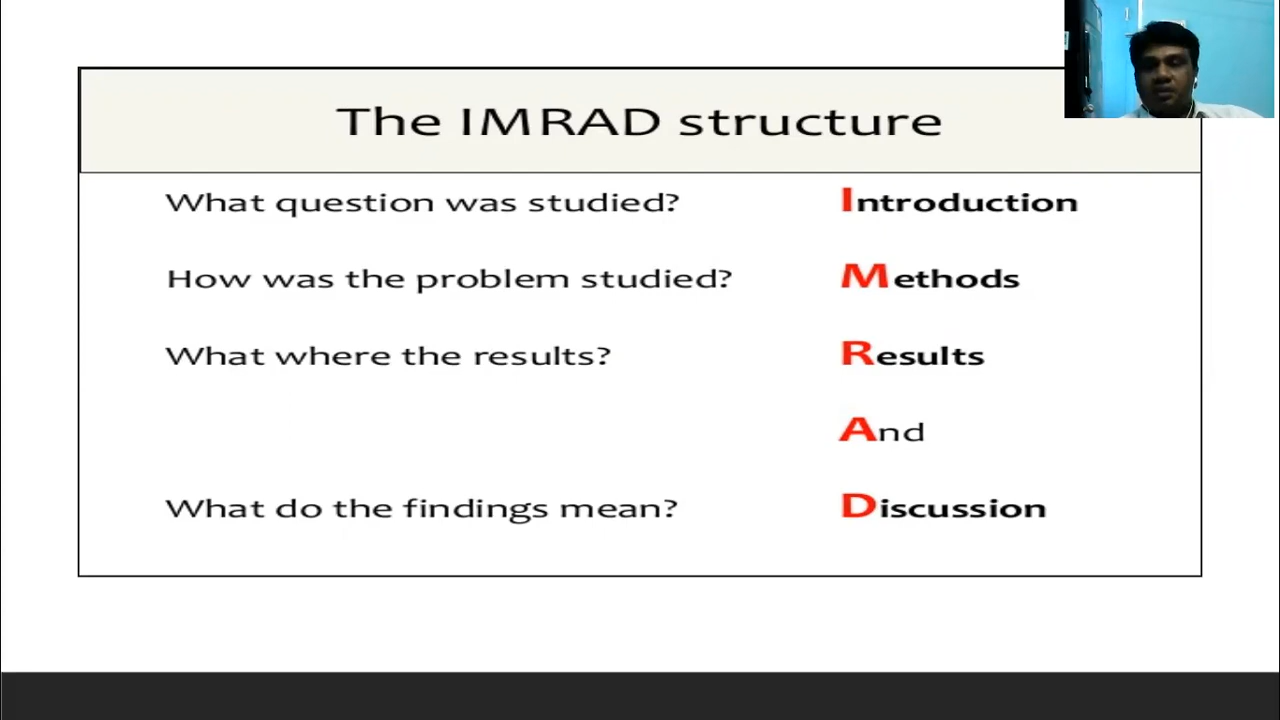 The IMRAD structure
What question was studied? Introduction
How was the problem studied? Methods
What where the results? Results
And
What do the findings mean? Discussion